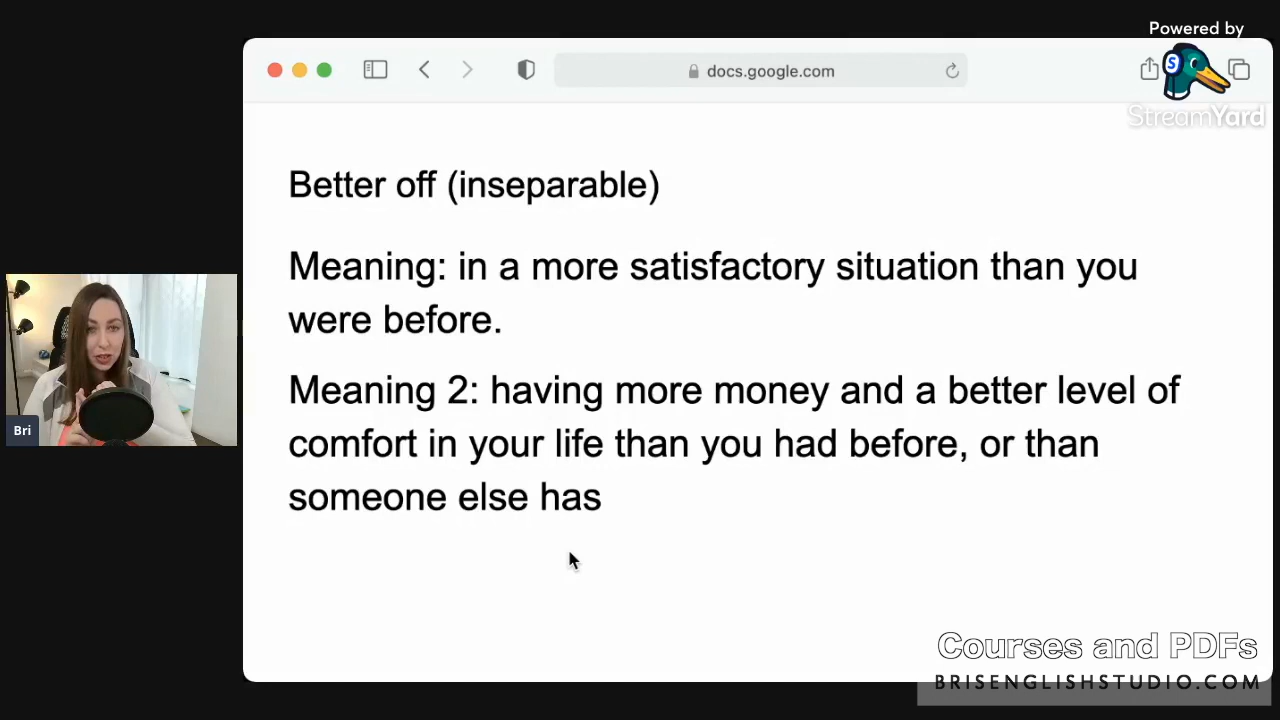 Powered by
docs.google.com
StreamYard
Better off (inseparable)
Meaning: in a more satisfactory situation than you
were before.
Meaning 2: having more money and a better level of
comfort in your life than you had before, or than
someone else has
Bri
Courses and PDFs
BRISENGLISHSTUDIO.COM